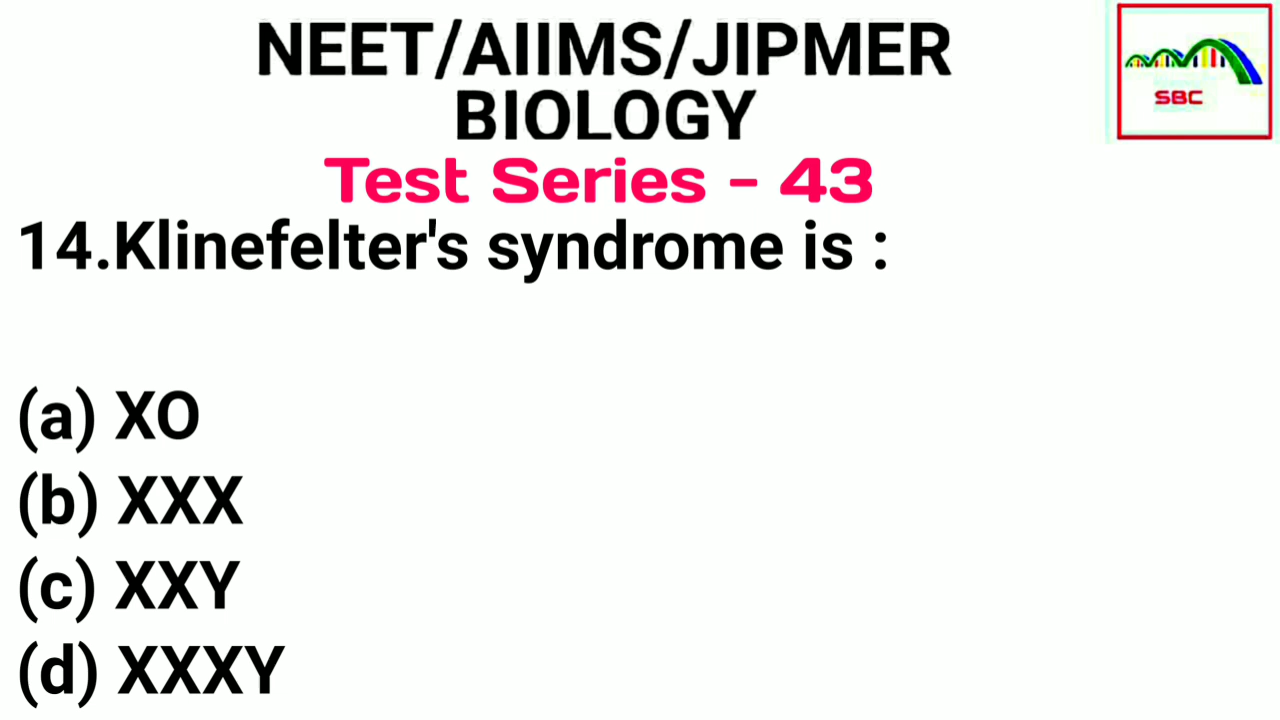 NEET/AIIMS/JIPMER
BIOLOGY
SBC
Test Series - 43
14.Klinefelter's syndrome is :
(a) XO
(b) XXX
(c) XXY
(d) XXXY